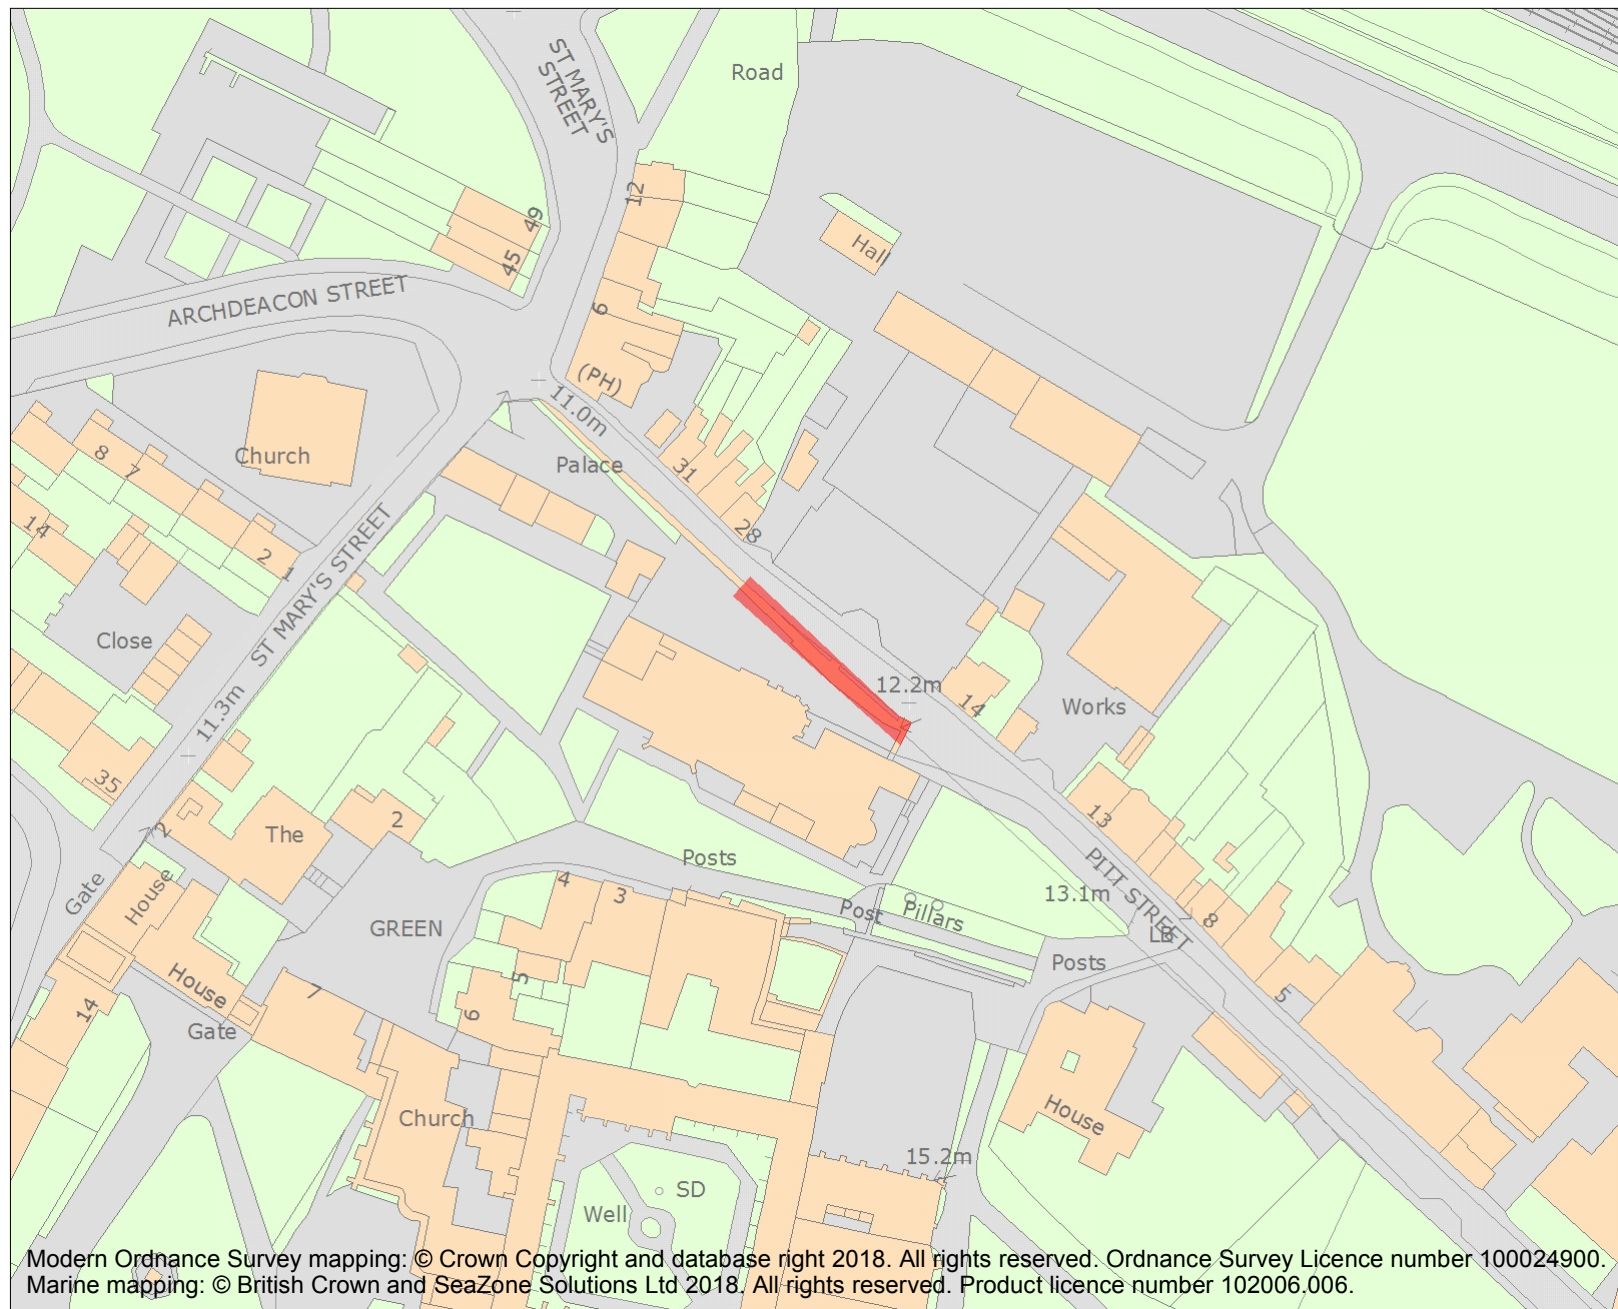 ST MARY'S
STREET
Road
12
49
45
Hall
ARCHDEACON STREET
6
(PH)
11.0m
Church
Palace
31
28
8
7
14
2
1
ST MARY'S STREET
Close
11.3m
12.2m
14
Works
35
2
The
2
13
Gate
House
Posts
4
3
Post
Pillars
13.1m
PITT STREET
LB
8
GREEN
Posts
House
7
5
6
5
14
Gate
Church
House
15.2m
SD
Well
Modern Ordnance Survey mapping: © Crown Copyright and database right 2018. All rights reserved. Ordnance Survey Licence number 100024900.
Marine mapping: © British Crown and SeaZone Solutions Ltd 2018. All rights reserved. Product licence number 102006.006.